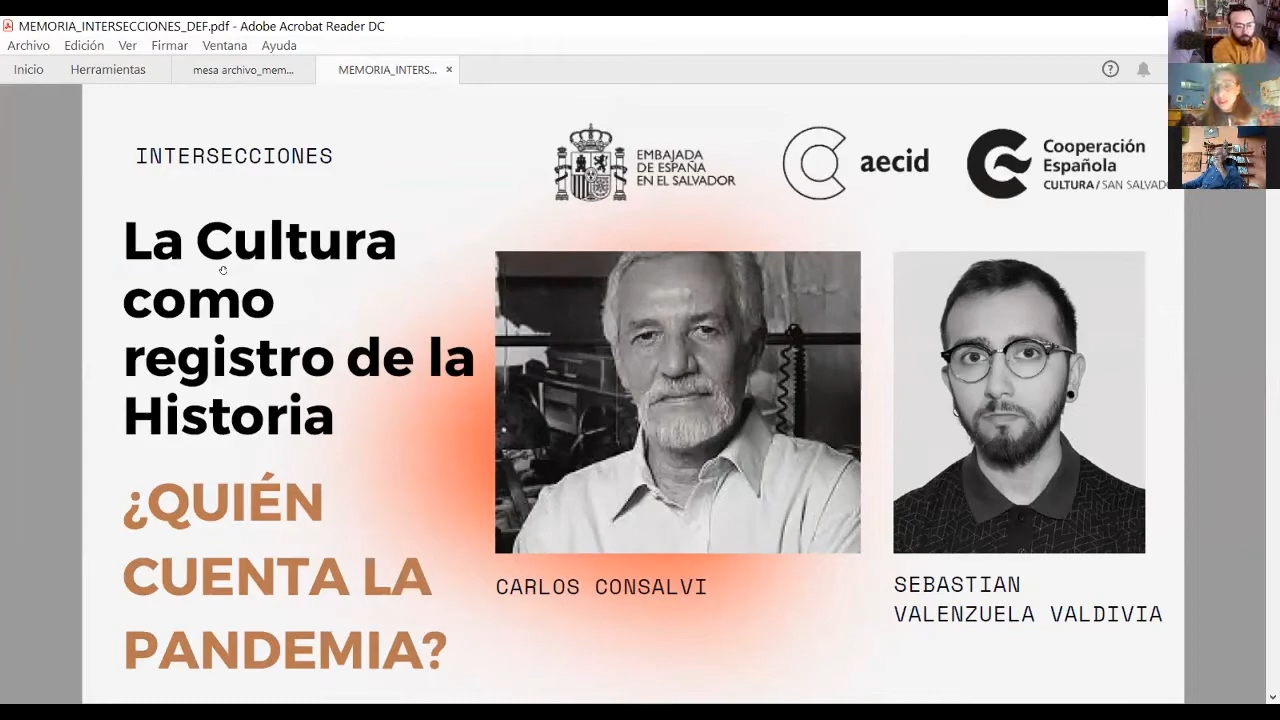 MEMORIA_INTERSECCIONES_DEF.pdf - Adobe Acrobat Reader DC
Archivo Edición Ver Firmar Ventana Ayuda
Inicio Herramientas mesa archivo_mem... MEMORIA_INTERS... ×
INTERSECCIONES
EMBAJADA
DE ESPAÑA
EN EL SALVADOR
aecid
Cooperación
Española
CULTURA / SAN SALVADO
La Cultura
como
registro de la
Historia
¿QUIÉN
CUENTA LA
PANDEMIA?
CARLOS CONSALVI
SEBASTIAN
VALENZUELA VALDIVIA